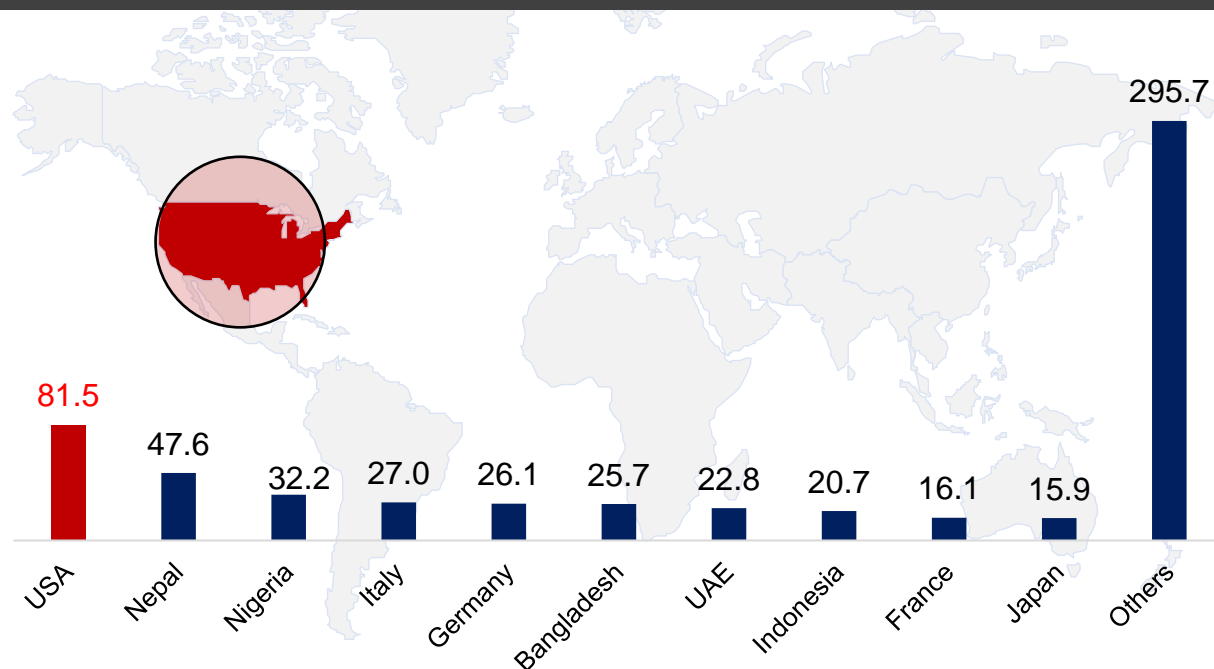 295.7
81.5
47.6
32.2
27.0
26.1
25.7
22.8
20.7
16.1
15.9
USA
Nepal
Nigeria
Italy
Germany
Bangladesh
UAE
Indonesia
France
Japan
Others